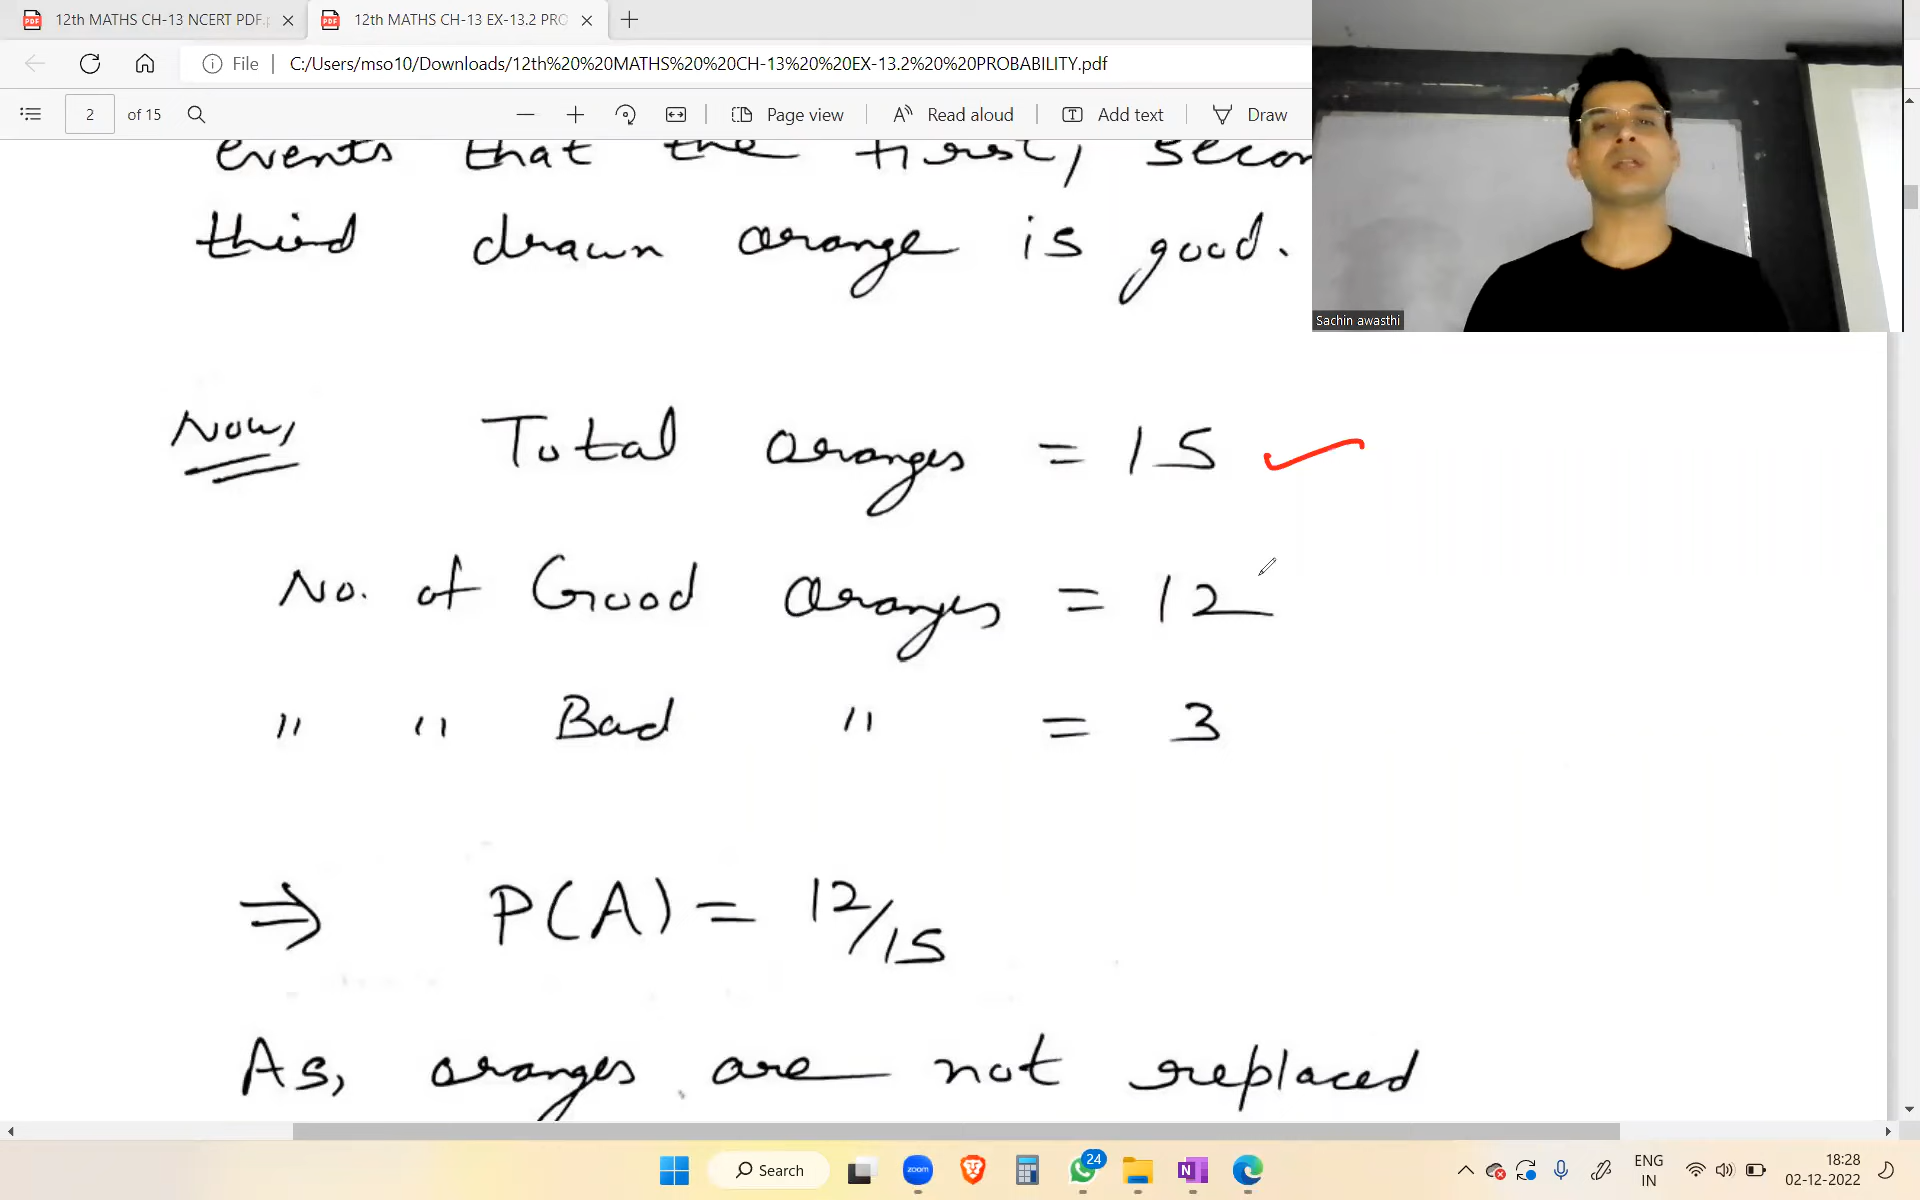 12th MATHS CH-13 NCERT PDF.p
12th MATHS CH-13 EX-13.2 PRO
File
C:/Users/mso10/Downloads/12th%20%20MATHS%20%20CH-13%20%20EX-13.2%20%20PROBABILITY.pdf
2 of 15
Page view
Read aloud
Add text
Draw
Sachin awasthi
events that the first, secon
third drawn orange is good.
Now, Total oranges = 15
No. of Good oranges = 12
" " Bad " = 3
⇒ P(A) = 12/15
As, oranges are not replaced
Search
zoom
24
N
ENG
IN
18:28
02-12-2022